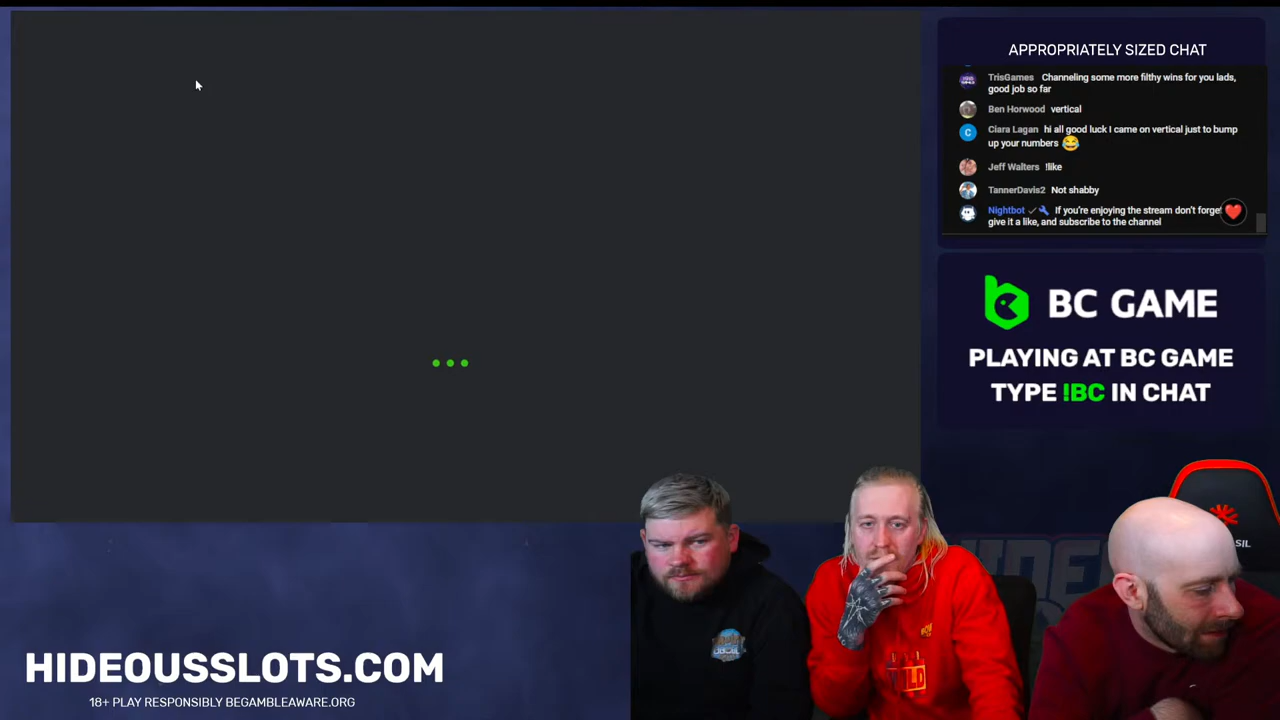 APPROPRIATELY SIZED CHAT
TrisGames Channeling some more filthy wins for you lads,
good job so far
Ben Horwood vertical
C Ciara Lagan hi all good luck I came on vertical just to bump
up your numbers 😂
Jeff Walters !like
TannerDavis2 Not shabby
Nightbot If you're enjoying the stream don't forget
give it a like, and subscribe to the channel
BC GAME
PLAYING AT BC GAME
TYPE !BC IN CHAT
HIDEOUSSLOTS.COM
18+ PLAY RESPONSIBLY BEGAMBLEAWARE.ORG